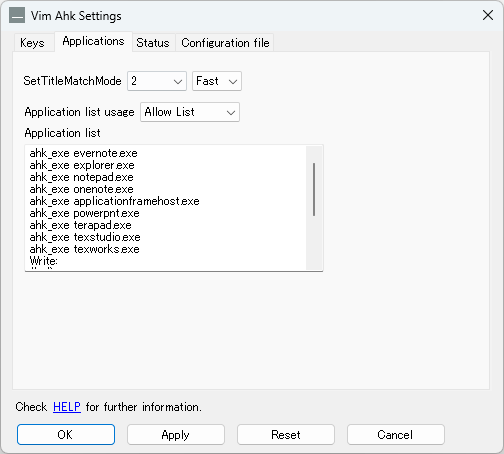 Vim Ahk Settings
Keys Applications Status Configuration file
SetTitleMatchMode 2 Fast
Application list usage Allow List
Application list
ahk_exe evernote.exe
ahk_exe explorer.exe
ahk_exe notepad.exe
ahk_exe onenote.exe
ahk_exe applicationframehost.exe
ahk_exe powerpnt.exe
ahk_exe terapad.exe
ahk_exe texstudio.exe
ahk_exe texworks.exe
Write:
Check HELP for further information.
OK Apply Reset Cancel